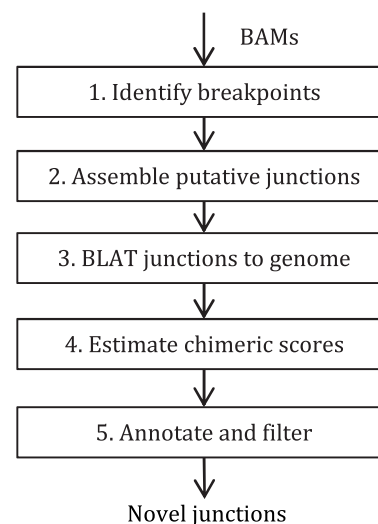 BAMs
1. Identify breakpoints
2. Assemble putative junctions
3. BLAT junctions to genome
4. Estimate chimeric scores
5. Annotate and filter
Novel junctions